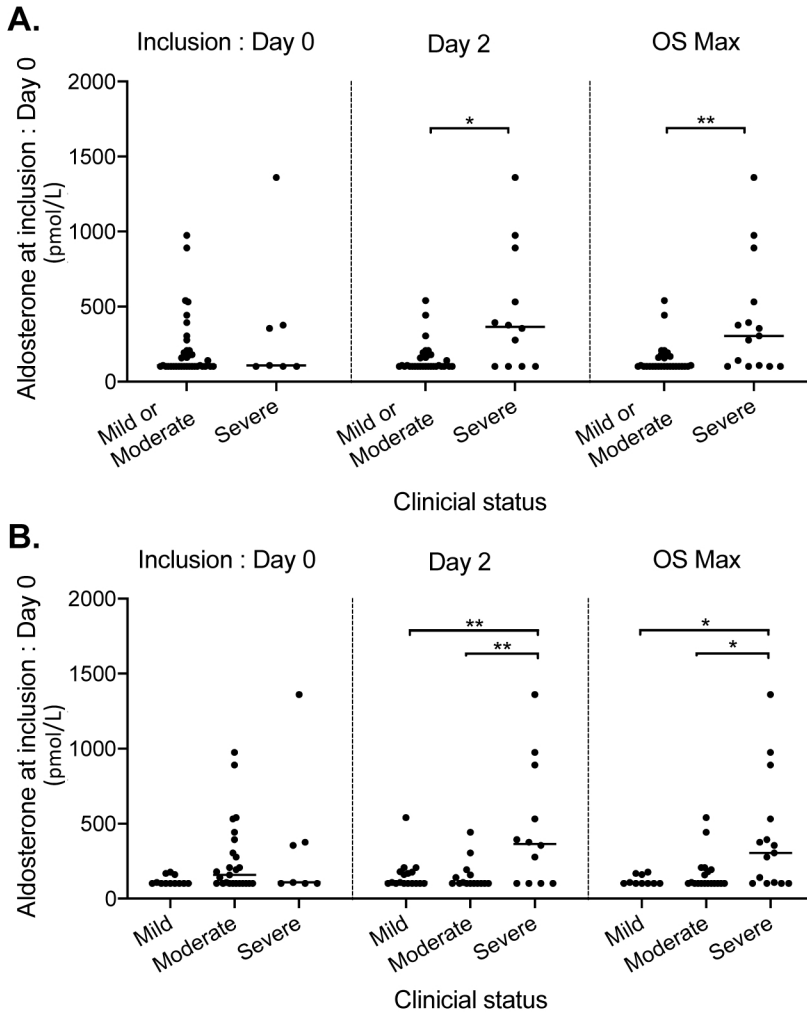 A.
Inclusion : Day 0
Day 2
OS Max
Aldosterone at inclusion : Day 0
(pmol/L)
2000
1500
1000
500
0
*
**
Mild or
Moderate
Severe
Mild or
Moderate
Severe
Mild or
Moderate
Severe
Clinicial status
B.
Inclusion : Day 0
Day 2
OS Max
Aldosterone at inclusion : Day 0
(pmol/L)
2000
1500
1000
500
0
**
**
*
*
Mild
Moderate
Severe
Mild
Moderate
Severe
Mild
Moderate
Severe
Clinicial status